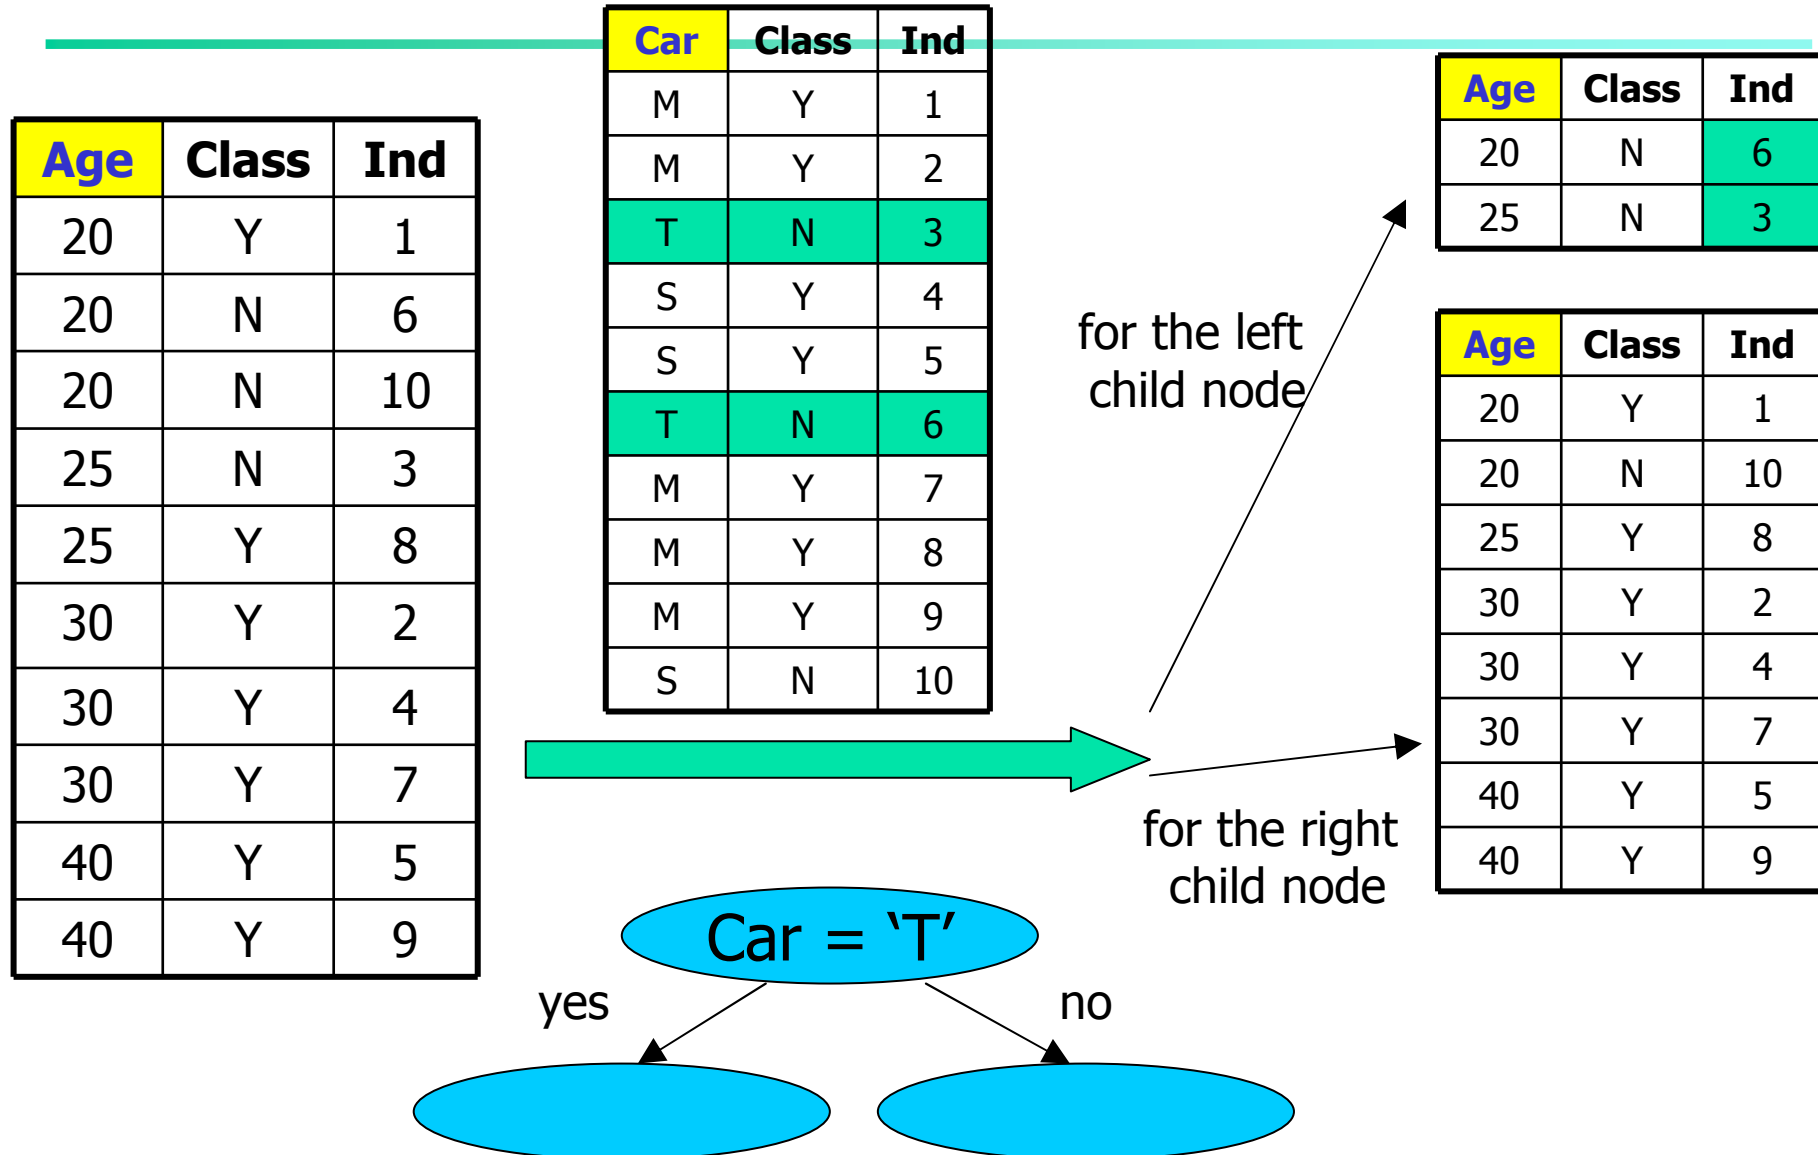 Age Class Ind
20 Y 1
20 N 6
20 N 10
25 N 3
25 Y 8
30 Y 2
30 Y 4
30 Y 7
40 Y 5
40 Y 9
Car Class Ind
M Y 1
M Y 2
T N 3
S Y 4
S Y 5
T N 6
M Y 7
M Y 8
M Y 9
S N 10
for the left
child node
Age Class Ind
20 N 6
25 N 3
for the right
child node
Age Class Ind
20 Y 1
20 N 10
25 Y 8
30 Y 2
30 Y 4
30 Y 7
40 Y 5
40 Y 9
Car = ‘T’
yes no